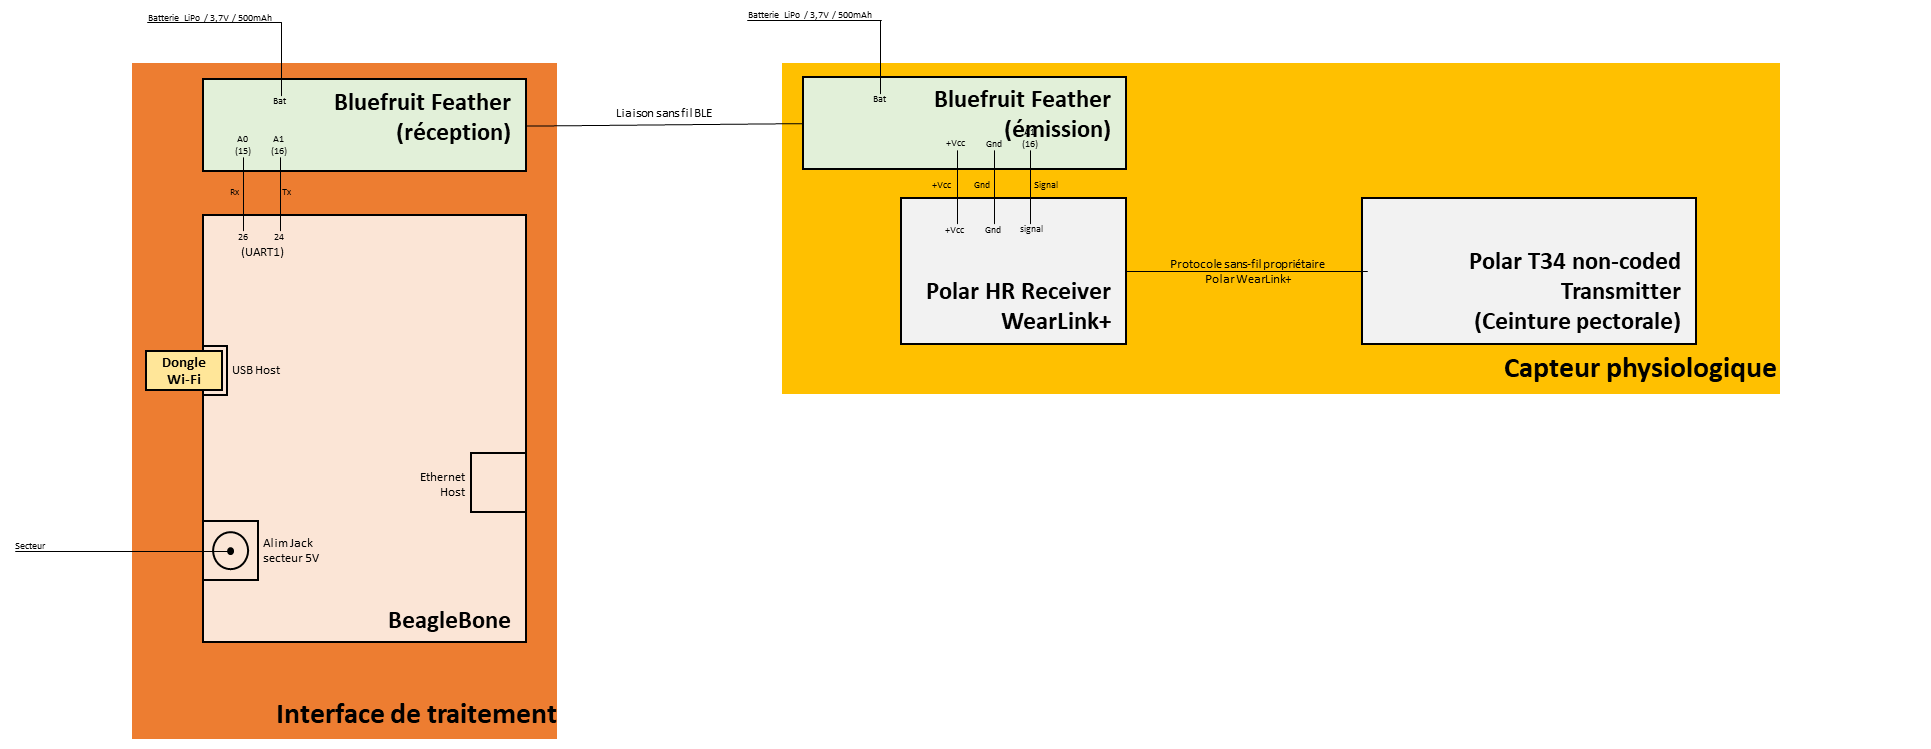 Batterie LiPo / 3,7V / 500mAh
Bat
Bluefruit Feather
(réception)
A0
(15)
A1
(16)
Rx
Tx
26
24
(UART1)
Dongle
Wi-Fi
USB Host
Ethernet
Host
Secteur
Alim Jack
secteur 5V
BeagleBone
Interface de traitement
Liaison sans fil BLE
Batterie LiPo / 3,7V / 500mAh
Bat
Bluefruit Feather
(émission)
+Vcc
Gnd
A1
(16)
+Vcc
Gnd
Signal
+Vcc
Gnd
signal
Polar HR Receiver
WearLink+
Protocole sans-fil propriétaire
Polar WearLink+
Polar T34 non-coded
Transmitter
(Ceinture pectorale)
Capteur physiologique